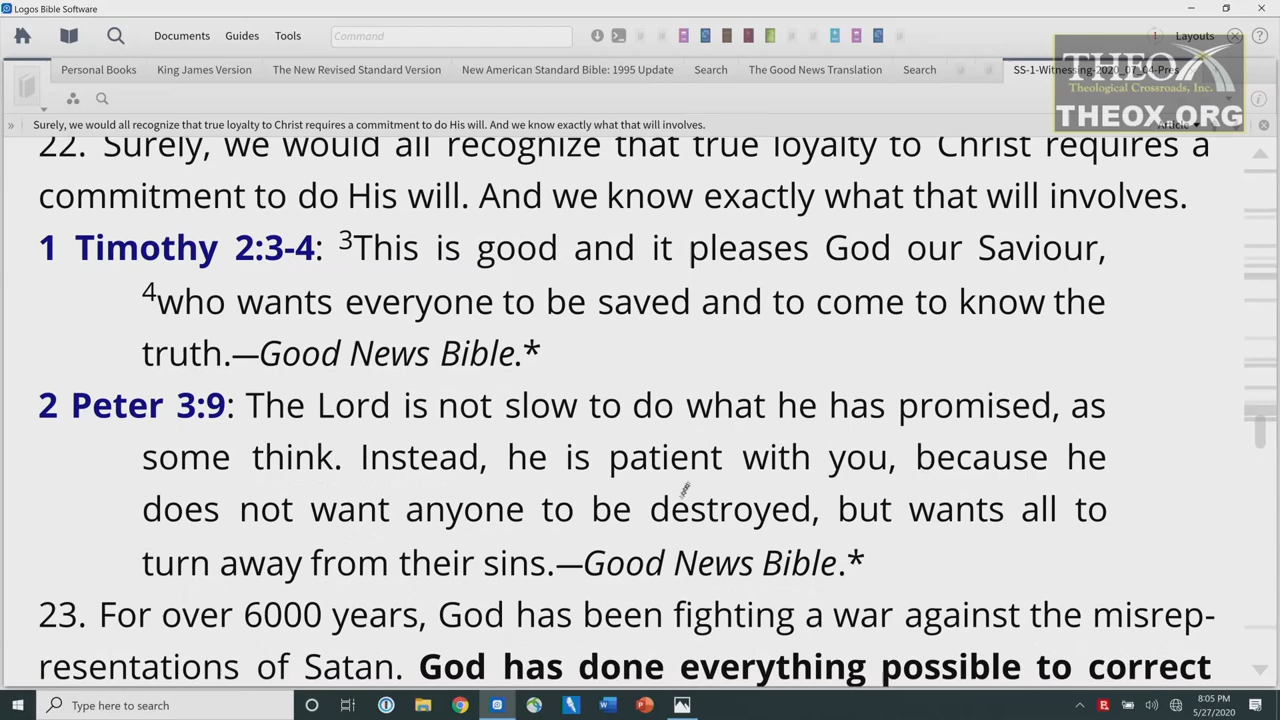 Logos Bible Software
Documents Guides Tools Command Layouts
Personal Books King James Version The New Revised Standard New American Standard Bible: 1995 Update Search The Good News Translation Search SS-1-Witnessing-2020_07_04-Pres
THEOX
Theological Crossroads, Inc.
THEOX.ORG
» Surely, we would all recognize that true loyalty to Christ requires a commitment to do His will. And we know exactly what that will involves. Article
22. Surely, we would all recognize that true loyalty to Christ requires a
commitment to do His will. And we know exactly what that will involves.
1 Timothy 2:3-4: 3This is good and it pleases God our Saviour,
4who wants everyone to be saved and to come to know the
truth.—Good News Bible.*
2 Peter 3:9: The Lord is not slow to do what he has promised, as
some think. Instead, he is patient with you, because he
does not want anyone to be destroyed, but wants all to
turn away from their sins.—Good News Bible.*
23. For over 6000 years, God has been fighting a war against the misrep-
resentations of Satan. God has done everything possible to correct
Type here to search
8:05 PM
5/27/2020